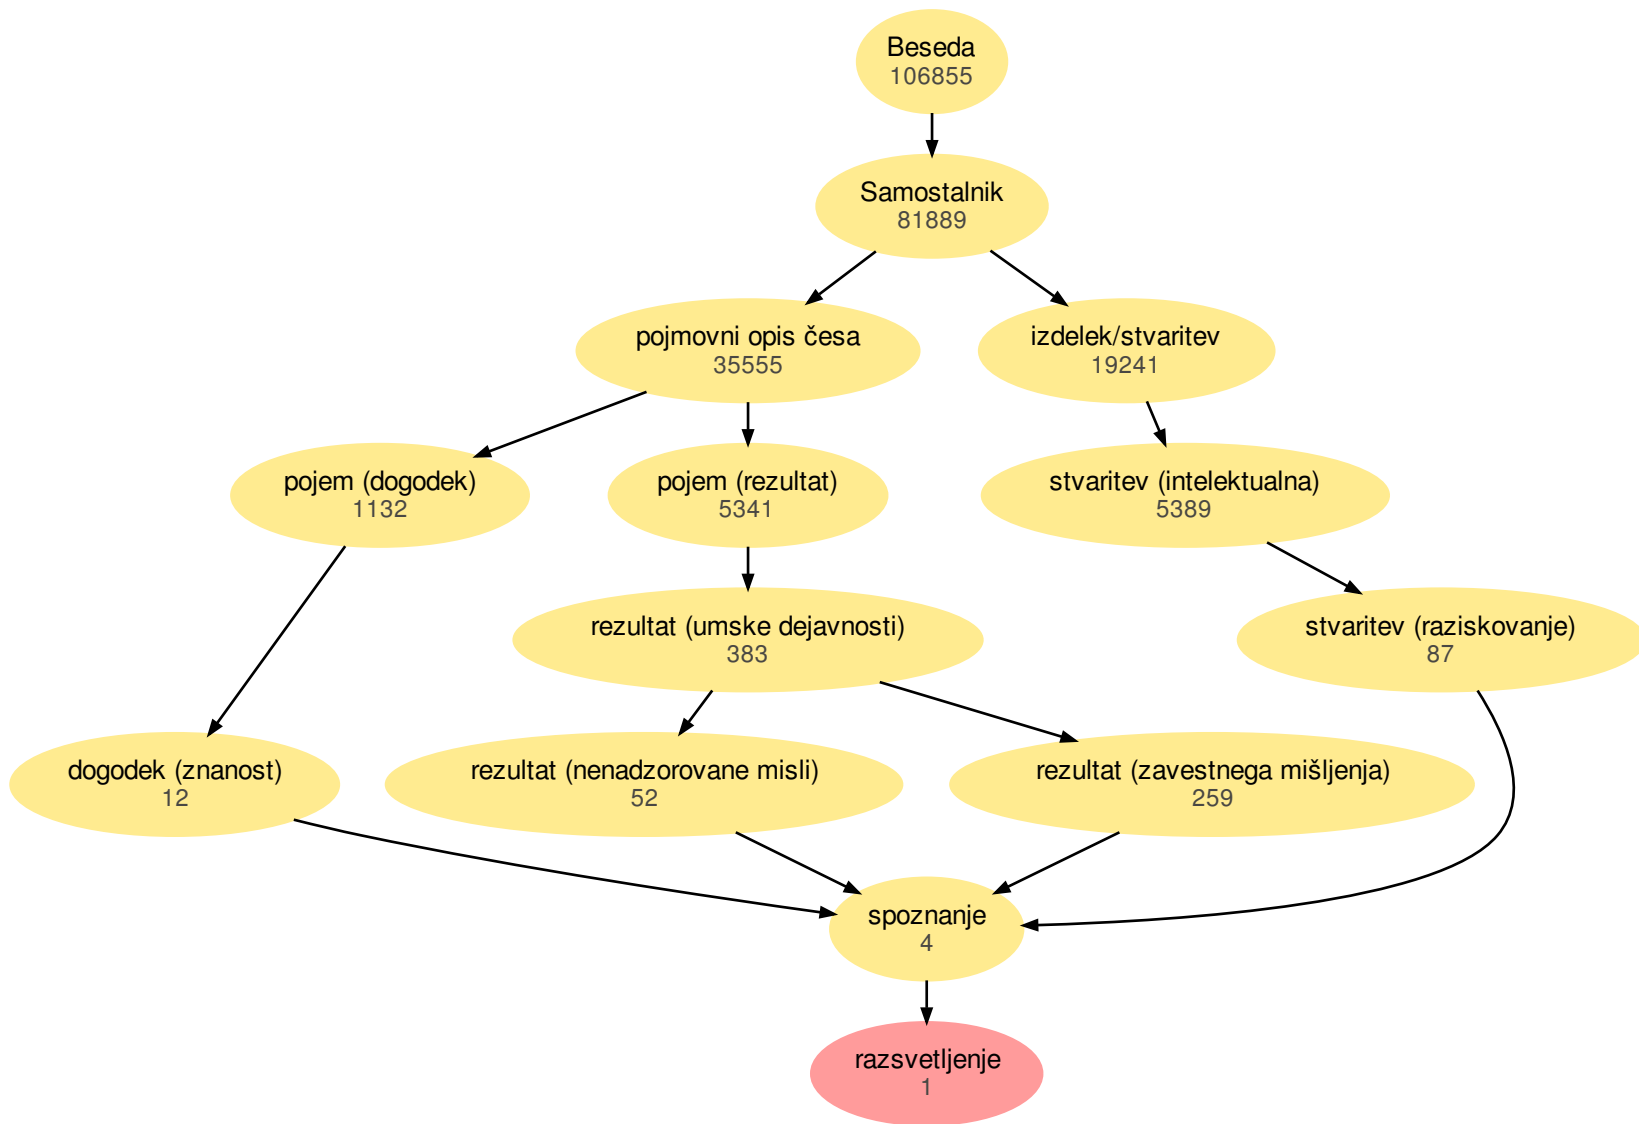 Beseda
106855
Samostalnik
81889
pojmovni opis česa
35555
izdelek/stvaritev
19241
pojem (dogodek)
1132
pojem (rezultat)
5341
stvaritev (intelektualna)
5389
rezultat (umske dejavnosti)
383
stvaritev (raziskovanje)
87
dogodek (znanost)
12
rezultat (nenadzorovane misli)
52
rezultat (zavestnega mišljenja)
259
spoznanje
4
razsvetljenje
1